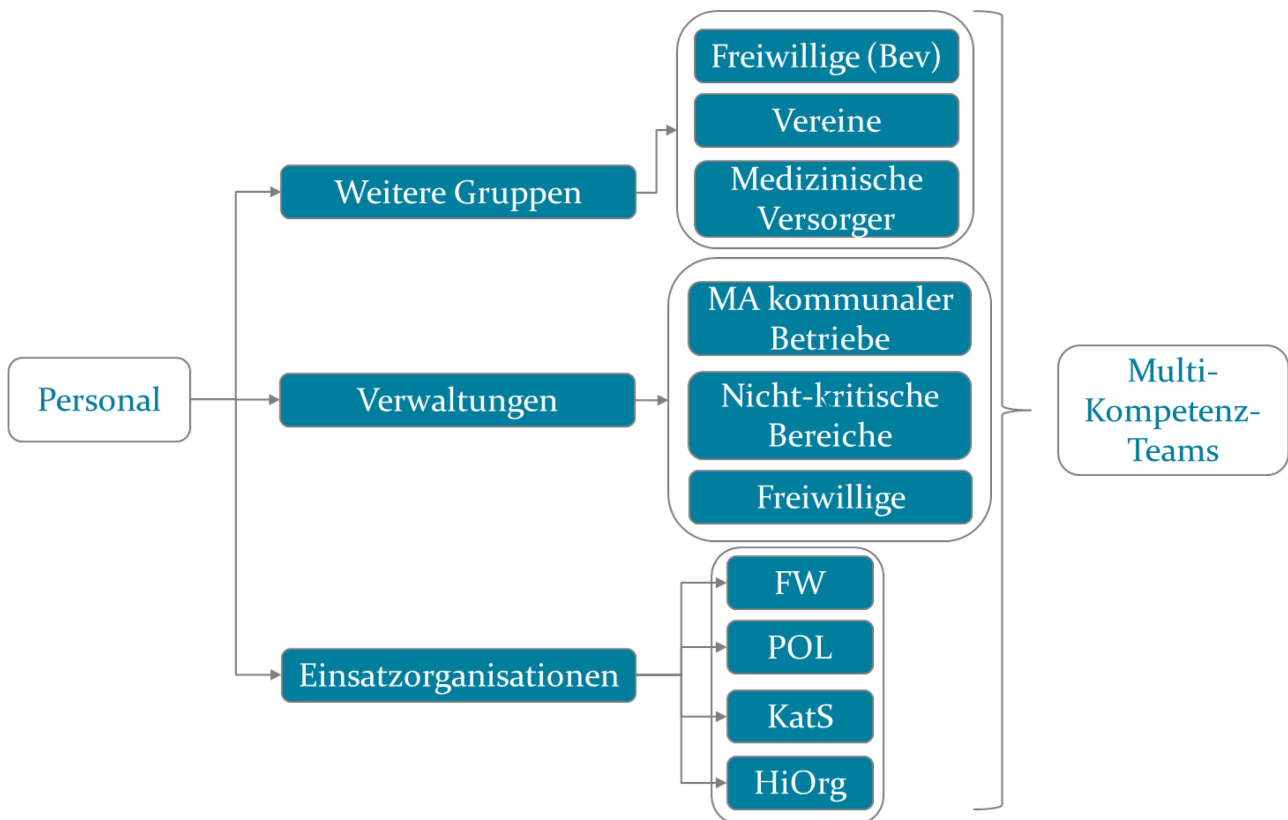 Personal
Weitere Gruppen
Freiwillige (Bev)
Vereine
Medizinische
Versorger
Verwaltungen
MA kommunaler
Betriebe
Nicht-kritische
Bereiche
Freiwillige
Einsatzorganisationen
FW
POL
KatS
HiOrg
Multi-
Kompetenz-
Teams